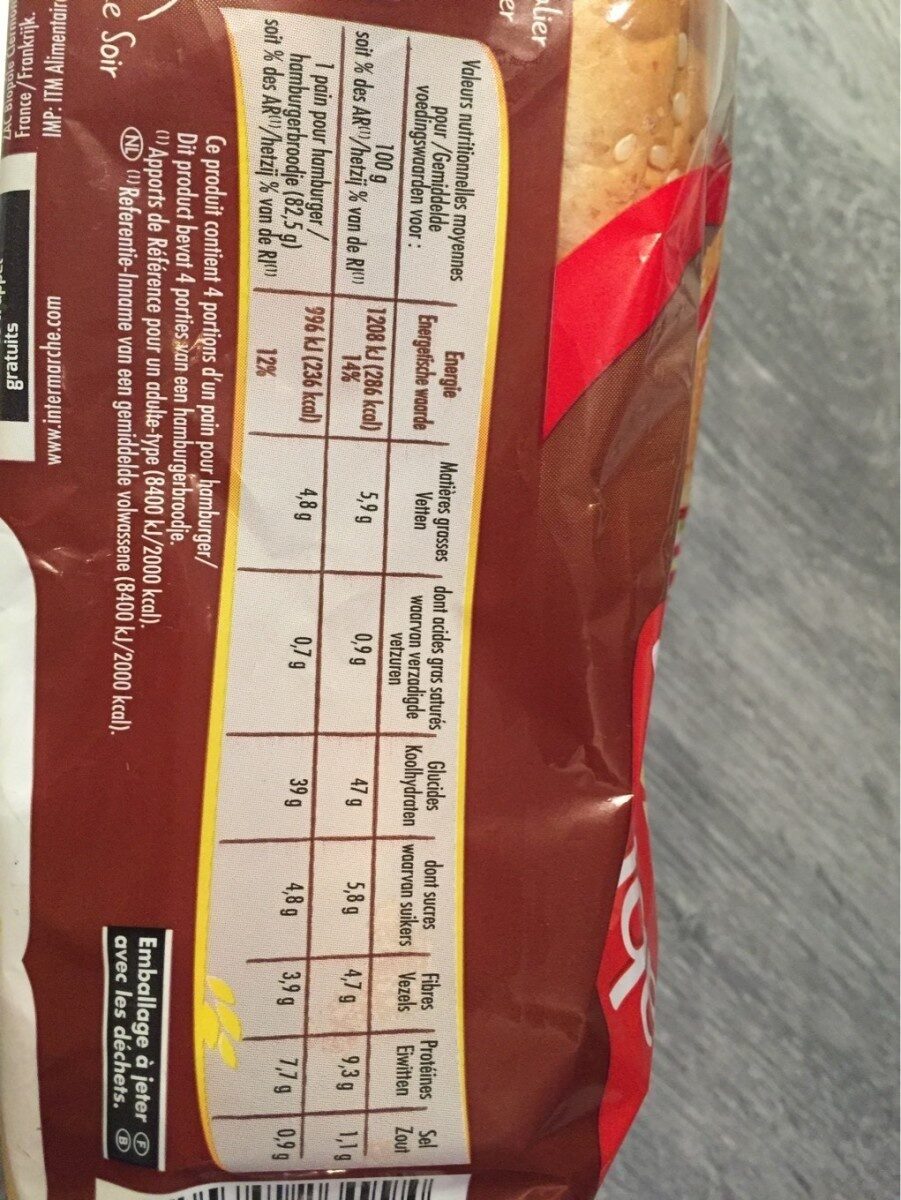 Valeurs nutritionnelles moyennes
pour /Gemiddelde
voedingswaarden voor :
Energie
Energetische waarde
Matières grasses
Vetten
dont acides gras saturés
waarvan verzadigde
vetzuren
Glucides
Koolhydraten
dont sucres
waarvan suikers
Fibres
Vezels
Protéines
Eiwitten
Sel
Zout
100 g
soit % des AR(1)/hetzij % van de RI(1)
1208 kJ (286 kcal)
14%
5,9 g
0,9 g
47 g
5,8 g
4,7 g
9,3 g
1,1 g
1 pain pour hamburger/
hamburgerbroodje (82,5 g)
soit % des AR(1)/hetzij % van de RI(1)
996 kJ (236 kcal)
12%
4,8 g
0,7 g
39 g
4,8 g
3,9 g
7,7 g
0,9 g
Ce produit contient 4 portions d'un pain pour hamburger/
Dit product bevat 4 porties van een hamburgerbroodje.
(1) Apports de Référence pour un adulte-type (8400 kJ/2000 kcal).
NL (1) Referentie-Inname van een gemiddelde volwassene (8400 kJ/2000 kcal).
Emballage à jeter F
avec les déchets. B
Soir
IMP: ITM Alimentair
France/Frankrijk.
www.intermarche.com
gratuits